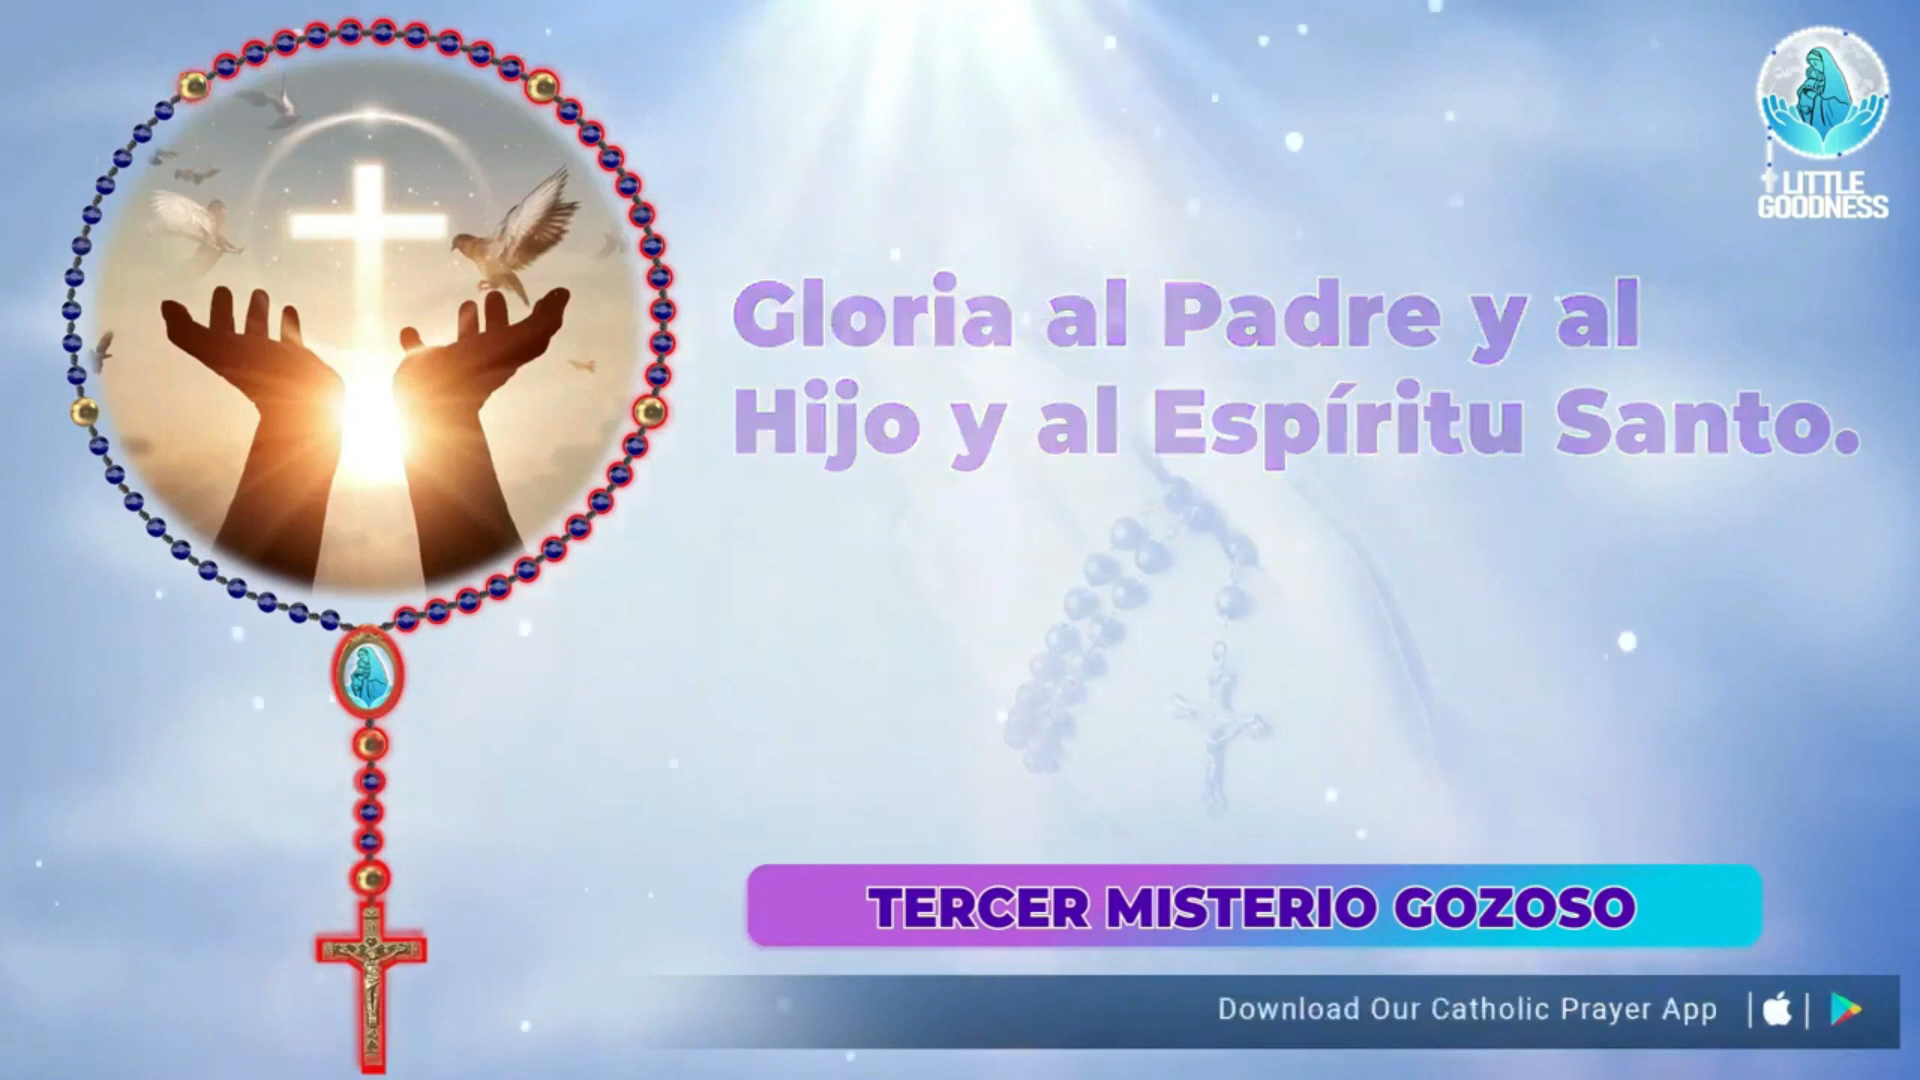 LITTLE
GOODNESS
Gloria al Padre y al
Hijo y al Espíritu Santo.
TERCER MISTERIO GOZOSO
Download Our Catholic Prayer App